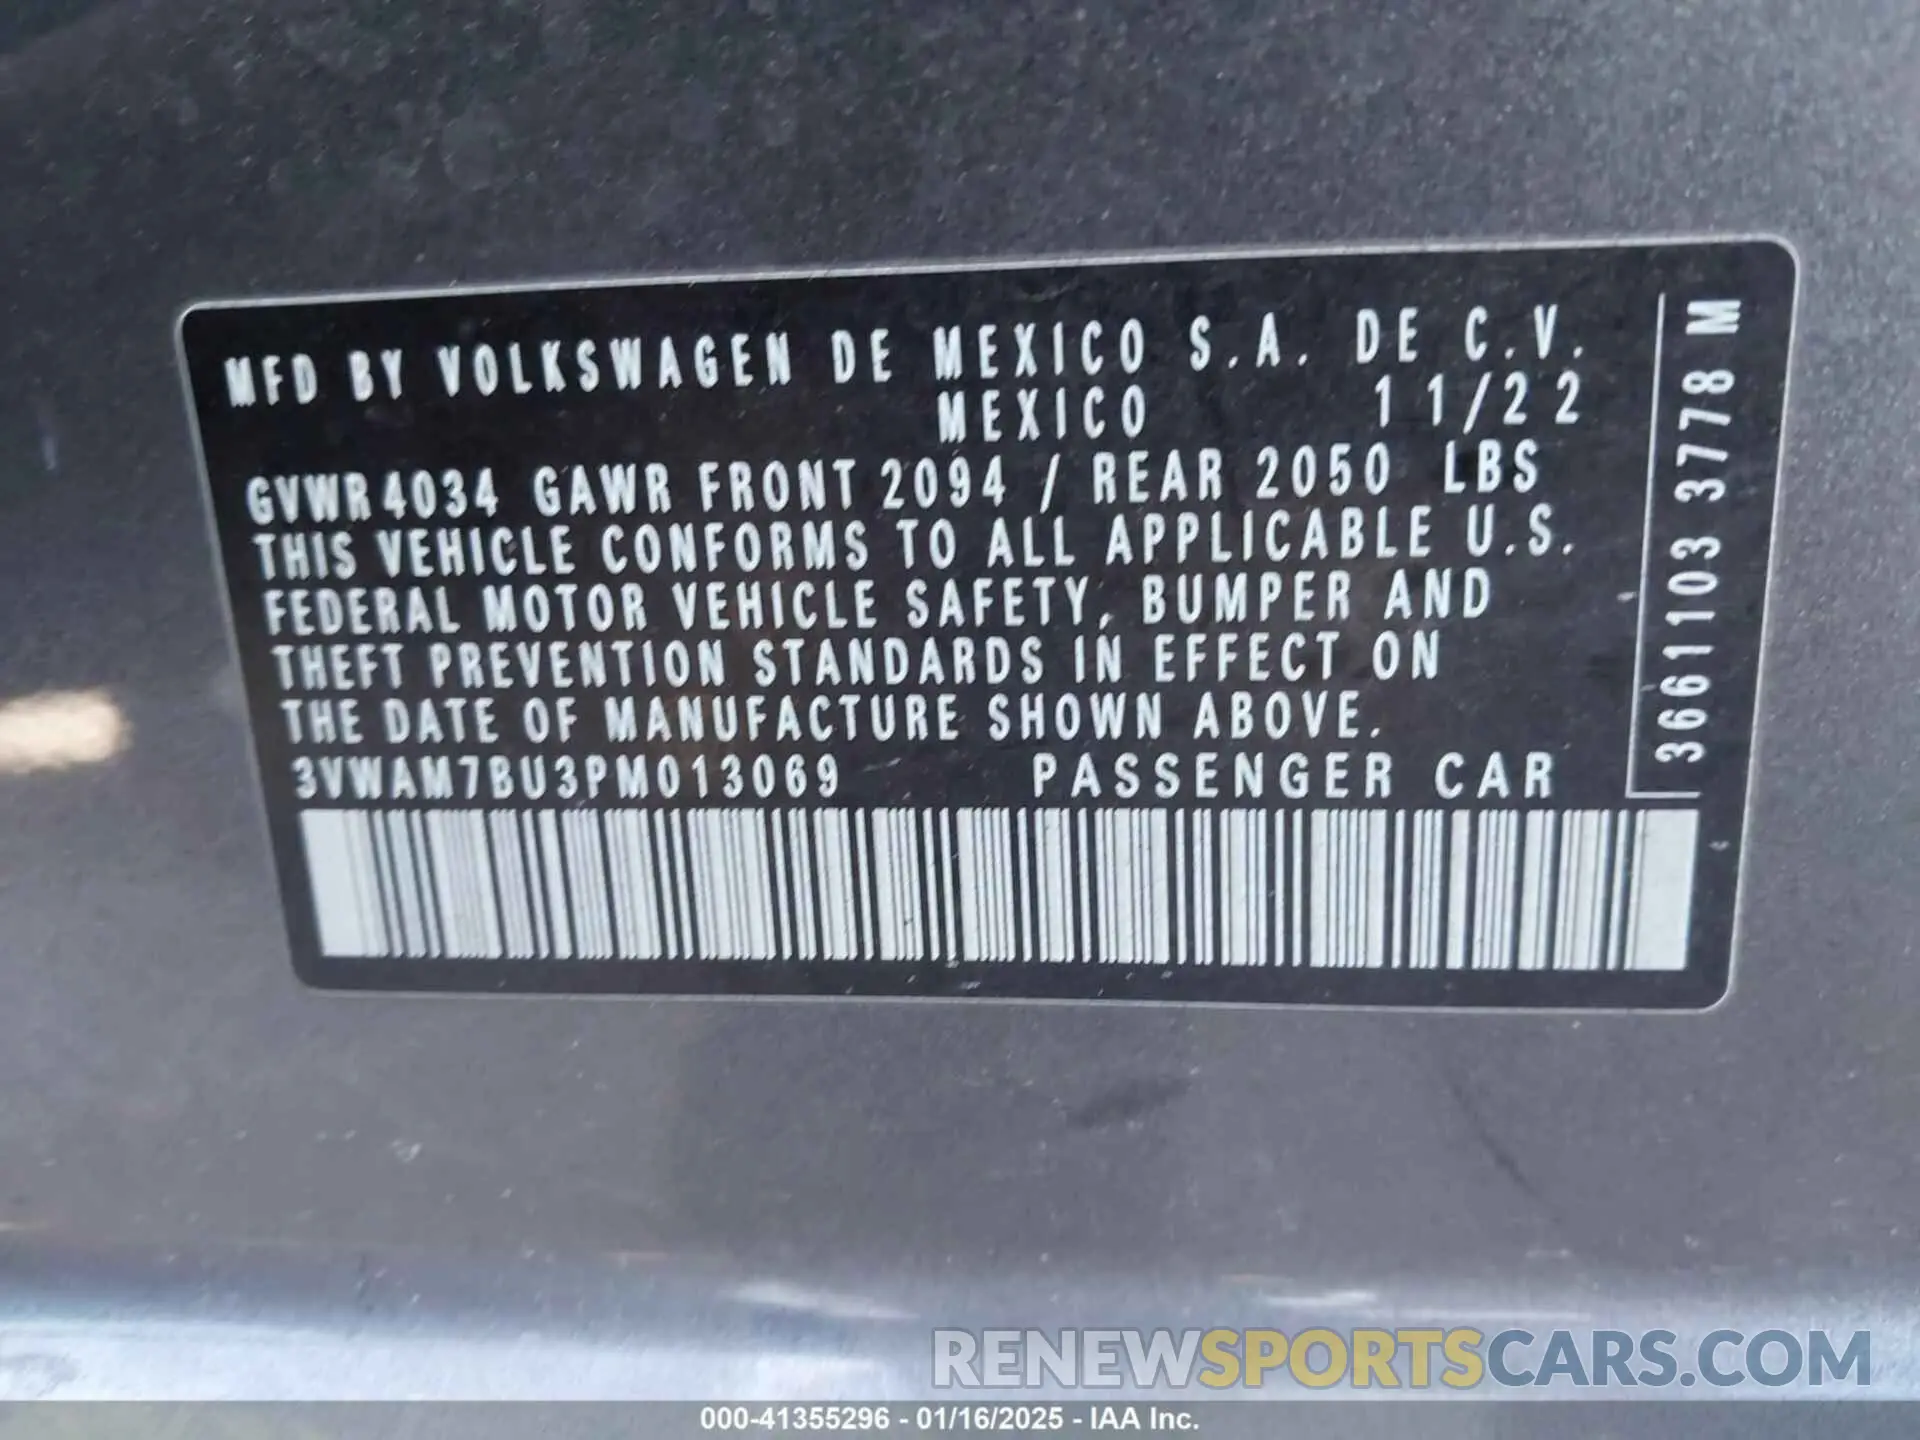 MFD BY VOLKSWAGEN DE MEXICO S.A. DE C.V.
MEXICO 11/22
GVWR 4034 GAWR FRONT 2094 / REAR 2050 LBS
THIS VEHICLE CONFORMS TO ALL APPLICABLE U.S.
FEDERAL MOTOR VEHICLE SAFETY, BUMPER AND
THEFT PREVENTION STANDARDS IN EFFECT ON
THE DATE OF MANUFACTURE SHOWN ABOVE.
3VWAM7BU3PM013069 PASSENGER CAR
3661103 3778 M
RENEWSPORTSCARS.COM
000-41355296 - 01/16/2025 - IAA Inc.